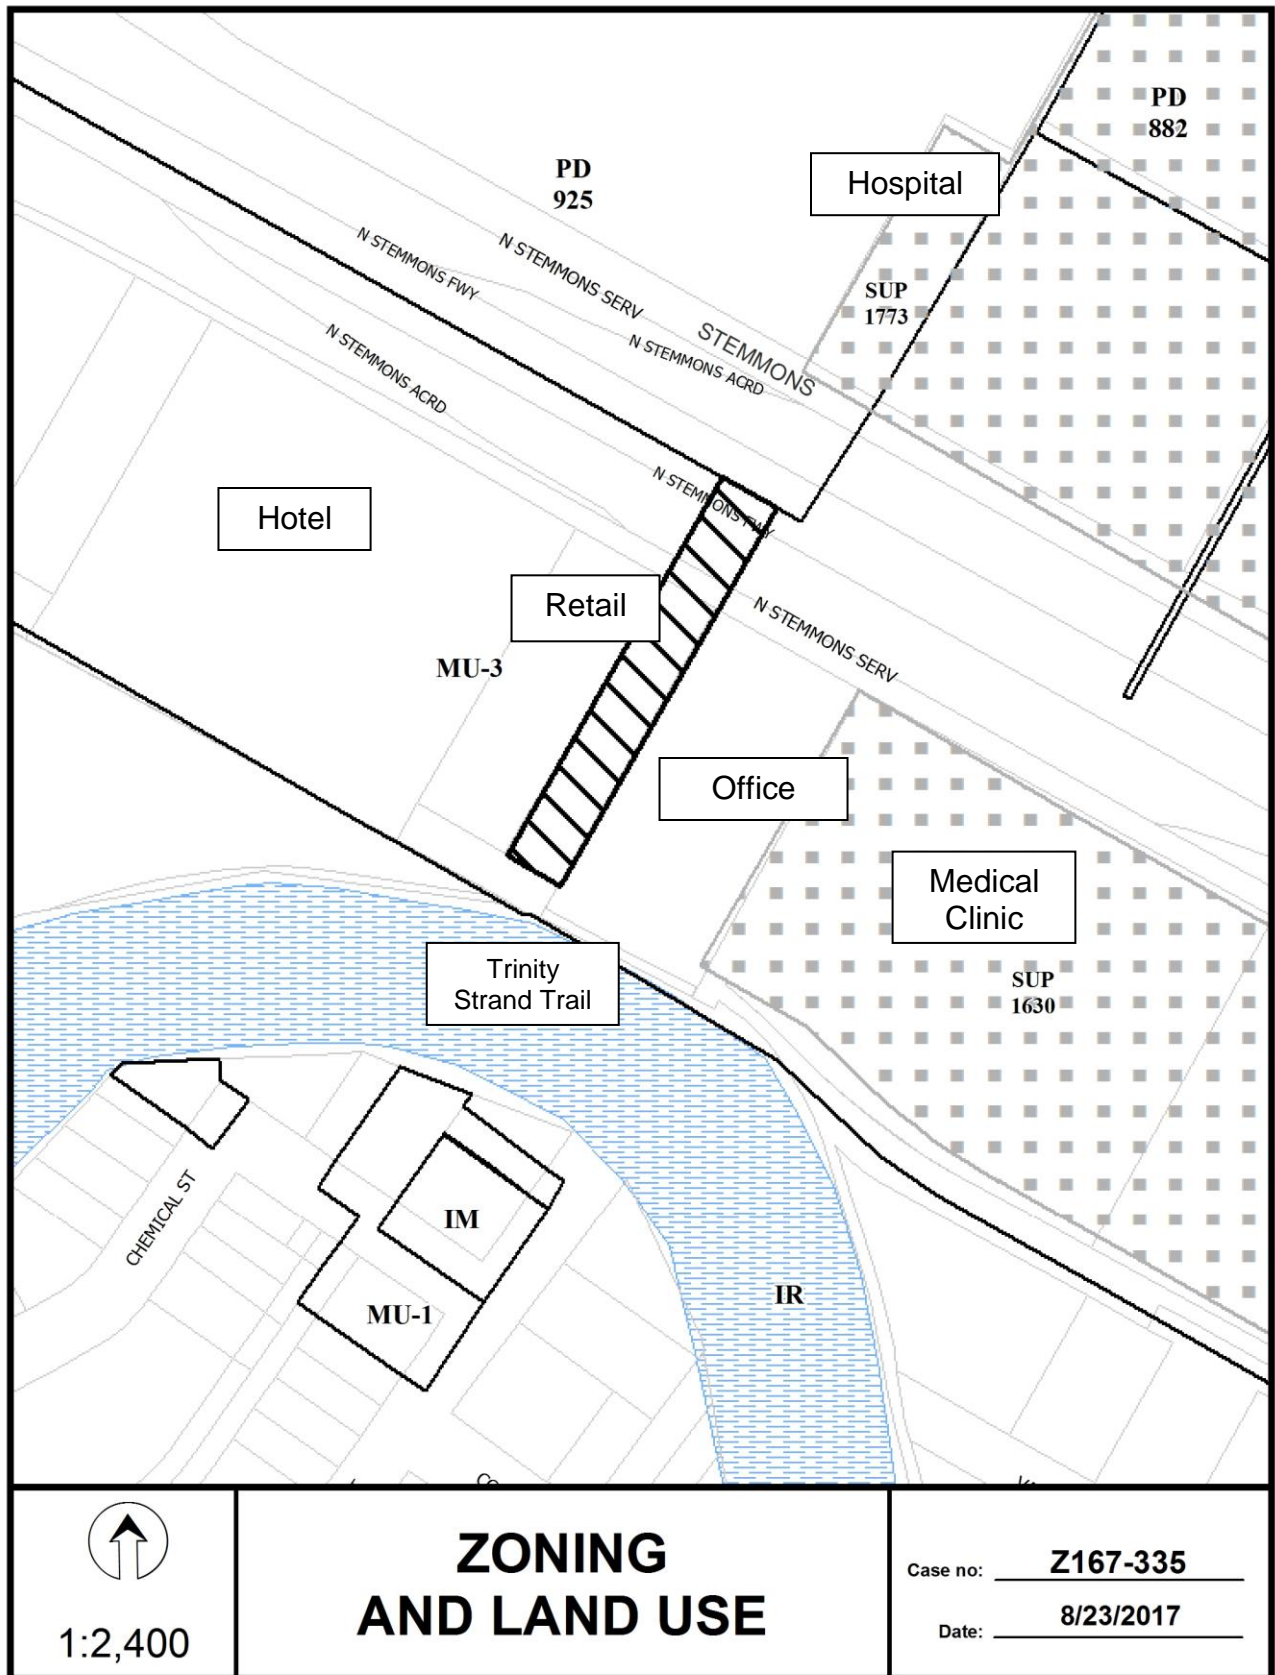 PD
882
PD
925
Hospital
N STEMMONS FWY
N STEMMONS SERV
SUP
1773
STEMMONS
N STEMMONS ACRD
N STEMMONS ACRD
N STEMMONS FWY
Hotel
Retail
N STEMMONS SERV
MU-3
Office
Medical
Clinic
Trinity
Strand Trail
SUP
1630
CHEMICAL ST
IM
IR
MU-1
1:2,400
ZONING
AND LAND USE
Case no: Z167-335
Date: 8/23/2017